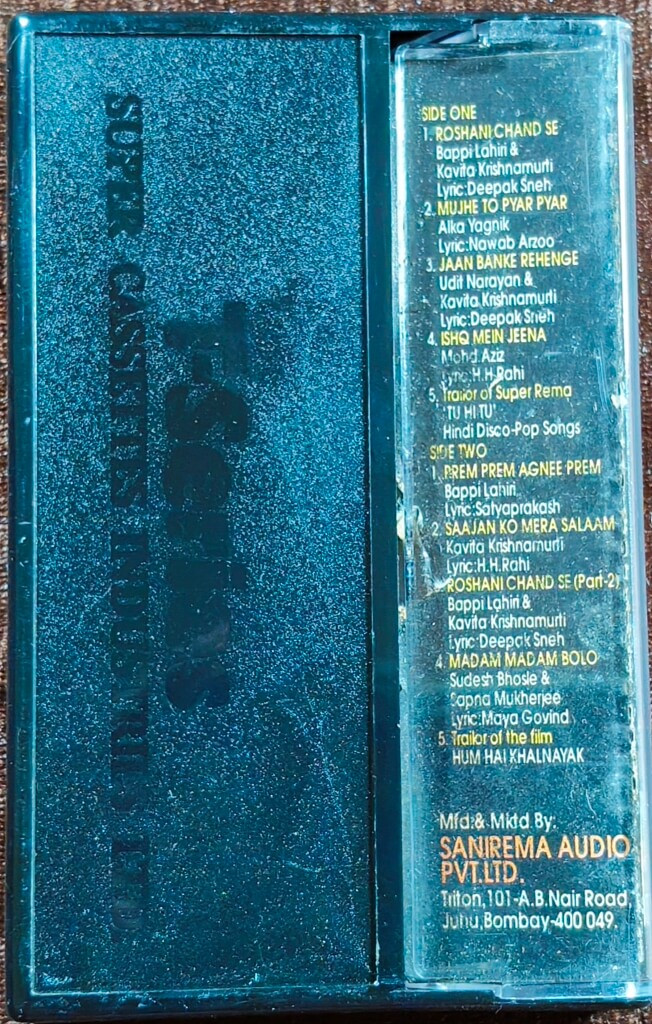 SUPER CASSETTES INDUSTRIES LTD
T-SERIES
SIDE ONE
1. ROSHANI CHAND SE
Bappi Lahiri &
Kavita Krishnamurti
Lyric:Deepak Sneh
2. MUJHE TO PYAR PYAR
Alka Yagnik
Lyric:Nawab Arzoo
3. JAAN BANKE REHENGE
Udit Narayan &
Kavita Krishnamurti
Lyric:Deepak Sneh
4. ISHQ MEIN JEENA
Mohd.Aziz
Lyric:H.H.Rahi
5. Trailor of Super Rema
'TU HI TU'
Hindi Disco-Pop Songs
SIDE TWO
1. PREM PREM AGNEE PREM
Bappi Lahiri
Lyric:Satyaprakash
2. SAAJAN KO MERA SALAAM
Kavita Krishnamurti
Lyric:H.H.Rahi
3. ROSHANI CHAND SE (Part-2)
Bappi Lahiri &
Kavita Krishnamurti
Lyric:Deepak Sneh
4. MADAM MADAM BOLO
Sudesh Bhosle &
Sapna Mukherjee
Lyric:Maya Govind
5. Trailor of the film
HUM HAI KHALNAYAK
Mfd.& Mktd.By:
SANIREMA AUDIO
PVT.LTD.
Triton,101-A.B.Nair Road,
Juhu,Bombay-400 049.